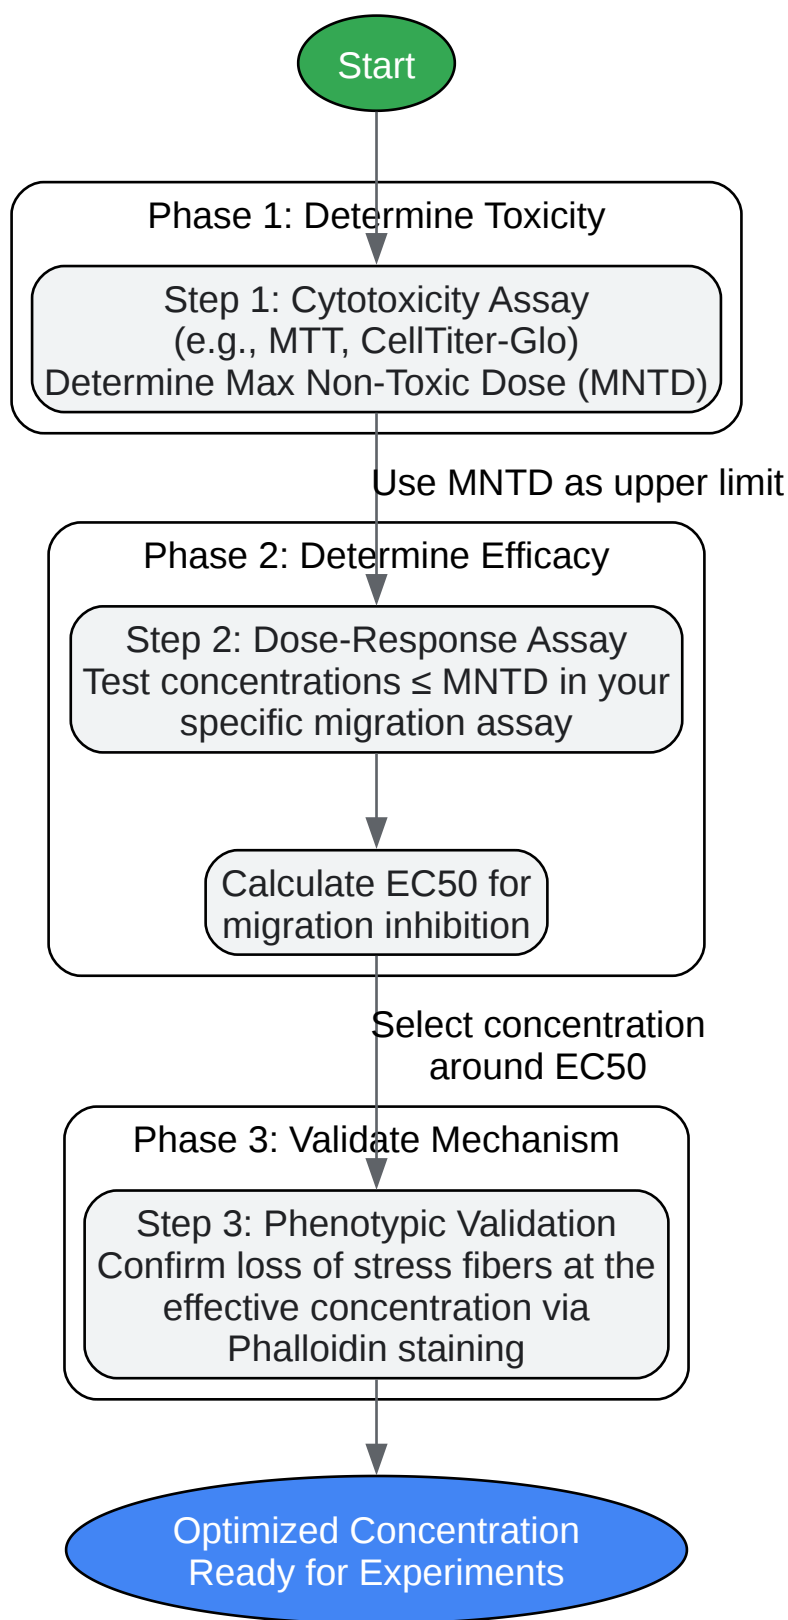 Start
Phase 1: Determine Toxicity
Step 1: Cytotoxicity Assay
(e.g., MTT, CellTiter-Glo)
Determine Max Non-Toxic Dose (MNTD)
Use MNTD as upper limit
Phase 2: Determine Efficacy
Step 2: Dose-Response Assay
Test concentrations ≤ MNTD in your
specific migration assay
Calculate EC50 for
migration inhibition
Select concentration
around EC50
Phase 3: Validate Mechanism
Step 3: Phenotypic Validation
Confirm loss of stress fibers at the
effective concentration via
Phalloidin staining
Optimized Concentration
Ready for Experiments